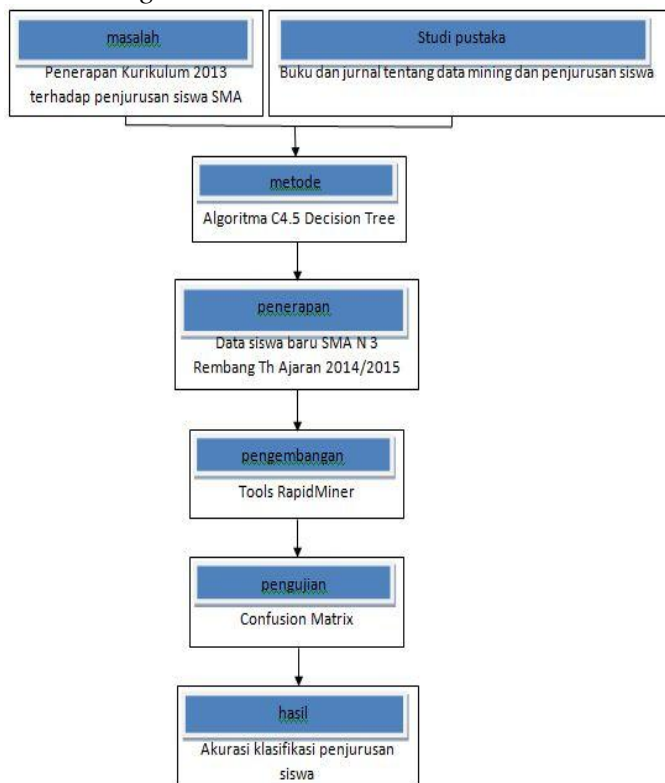 masalah
Penerapan Kurikulum 2013
terhadap penjurusan siswa SMA
Studi pustaka
Buku dan jurnal tentang data mining dan penjurusan siswa
metode
Algoritma C4.5 Decision Tree
penerapan
Data siswa baru SMA N 3
Rembang Th Ajaran 2014/2015
pengembangan
Tools RapidMiner
pengujian
Confusion Matrix
hasil
Akurasi klasifikasi penjurusan
siswa